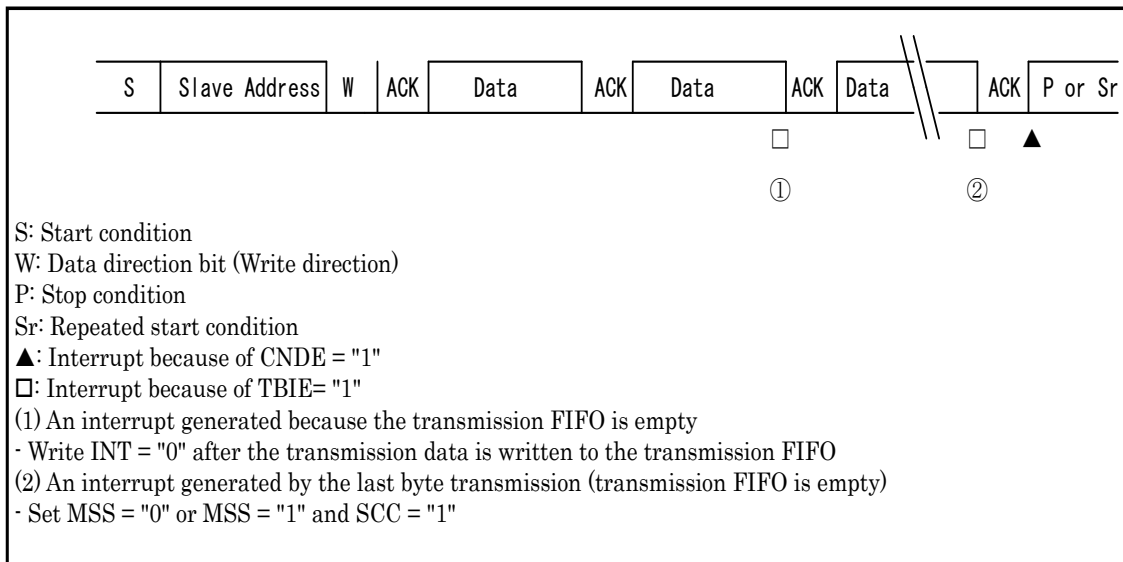 S Slave Address W ACK Data ACK Data ACK Data ACK P or Sr
□ □ ▲
① ②
S: Start condition
W: Data direction bit (Write direction)
P: Stop condition
Sr: Repeated start condition
▲: Interrupt because of CNDE = "1"
□: Interrupt because of TBIE= "1"
(1) An interrupt generated because the transmission FIFO is empty
- Write INT = "0" after the transmission data is written to the transmission FIFO
(2) An interrupt generated by the last byte transmission (transmission FIFO is empty)
- Set MSS = "0" or MSS = "1" and SCC = "1"